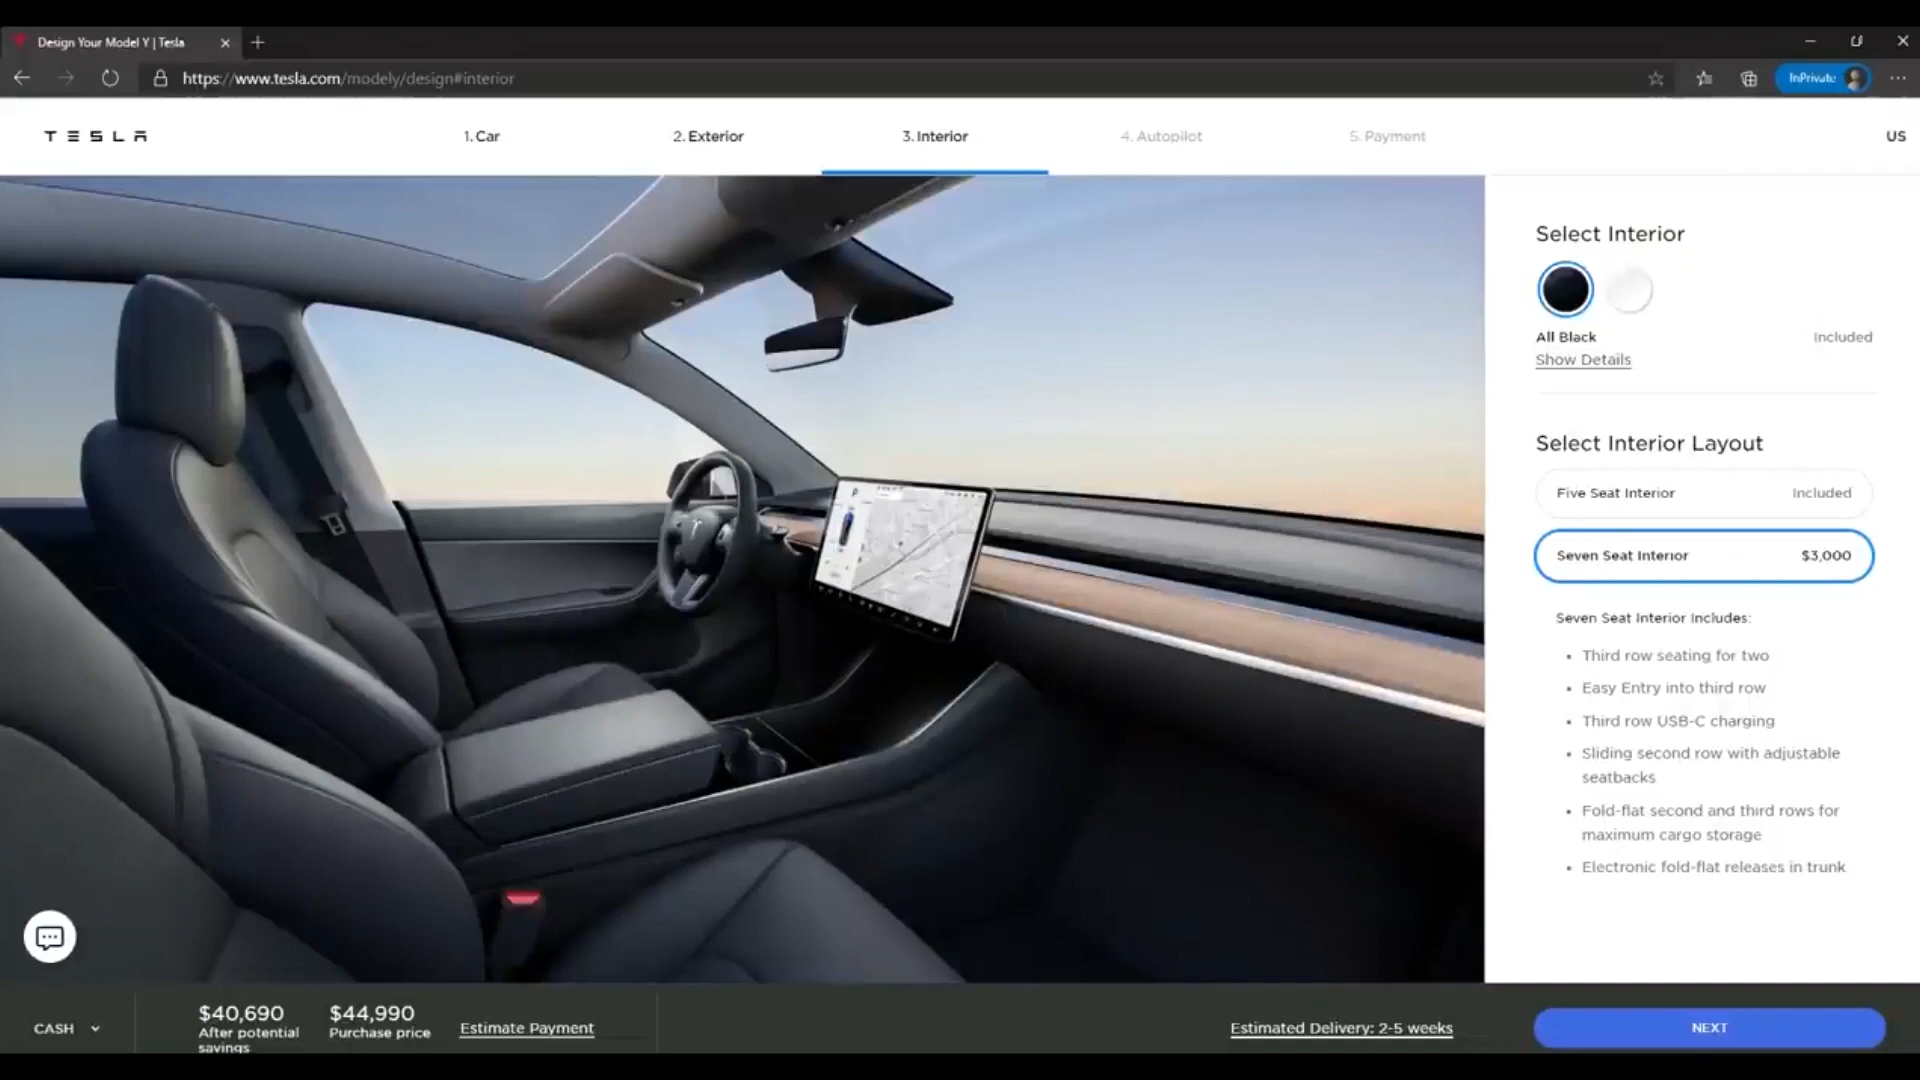 Design Your Model Y | Tesla
https://www.tesla.com/modely/design#interior
InPrivate
TESLA
1. Car
2. Exterior
3. Interior
4. Autopilot
5. Payment
US
Select Interior
All Black
Included
Show Details
Select Interior Layout
Five Seat Interior
Included
Seven Seat Interior
$3,000
Seven Seat Interior Includes:
• Third row seating for two
• Easy Entry into third row
• Third row USB-C charging
• Sliding second row with adjustable
seatbacks
• Fold-flat second and third rows for
maximum cargo storage
• Electronic fold-flat releases in trunk
CASH
$40,690
After potential
savings
$44,990
Purchase price
Estimate Payment
Estimated Delivery: 2-5 weeks
NEXT